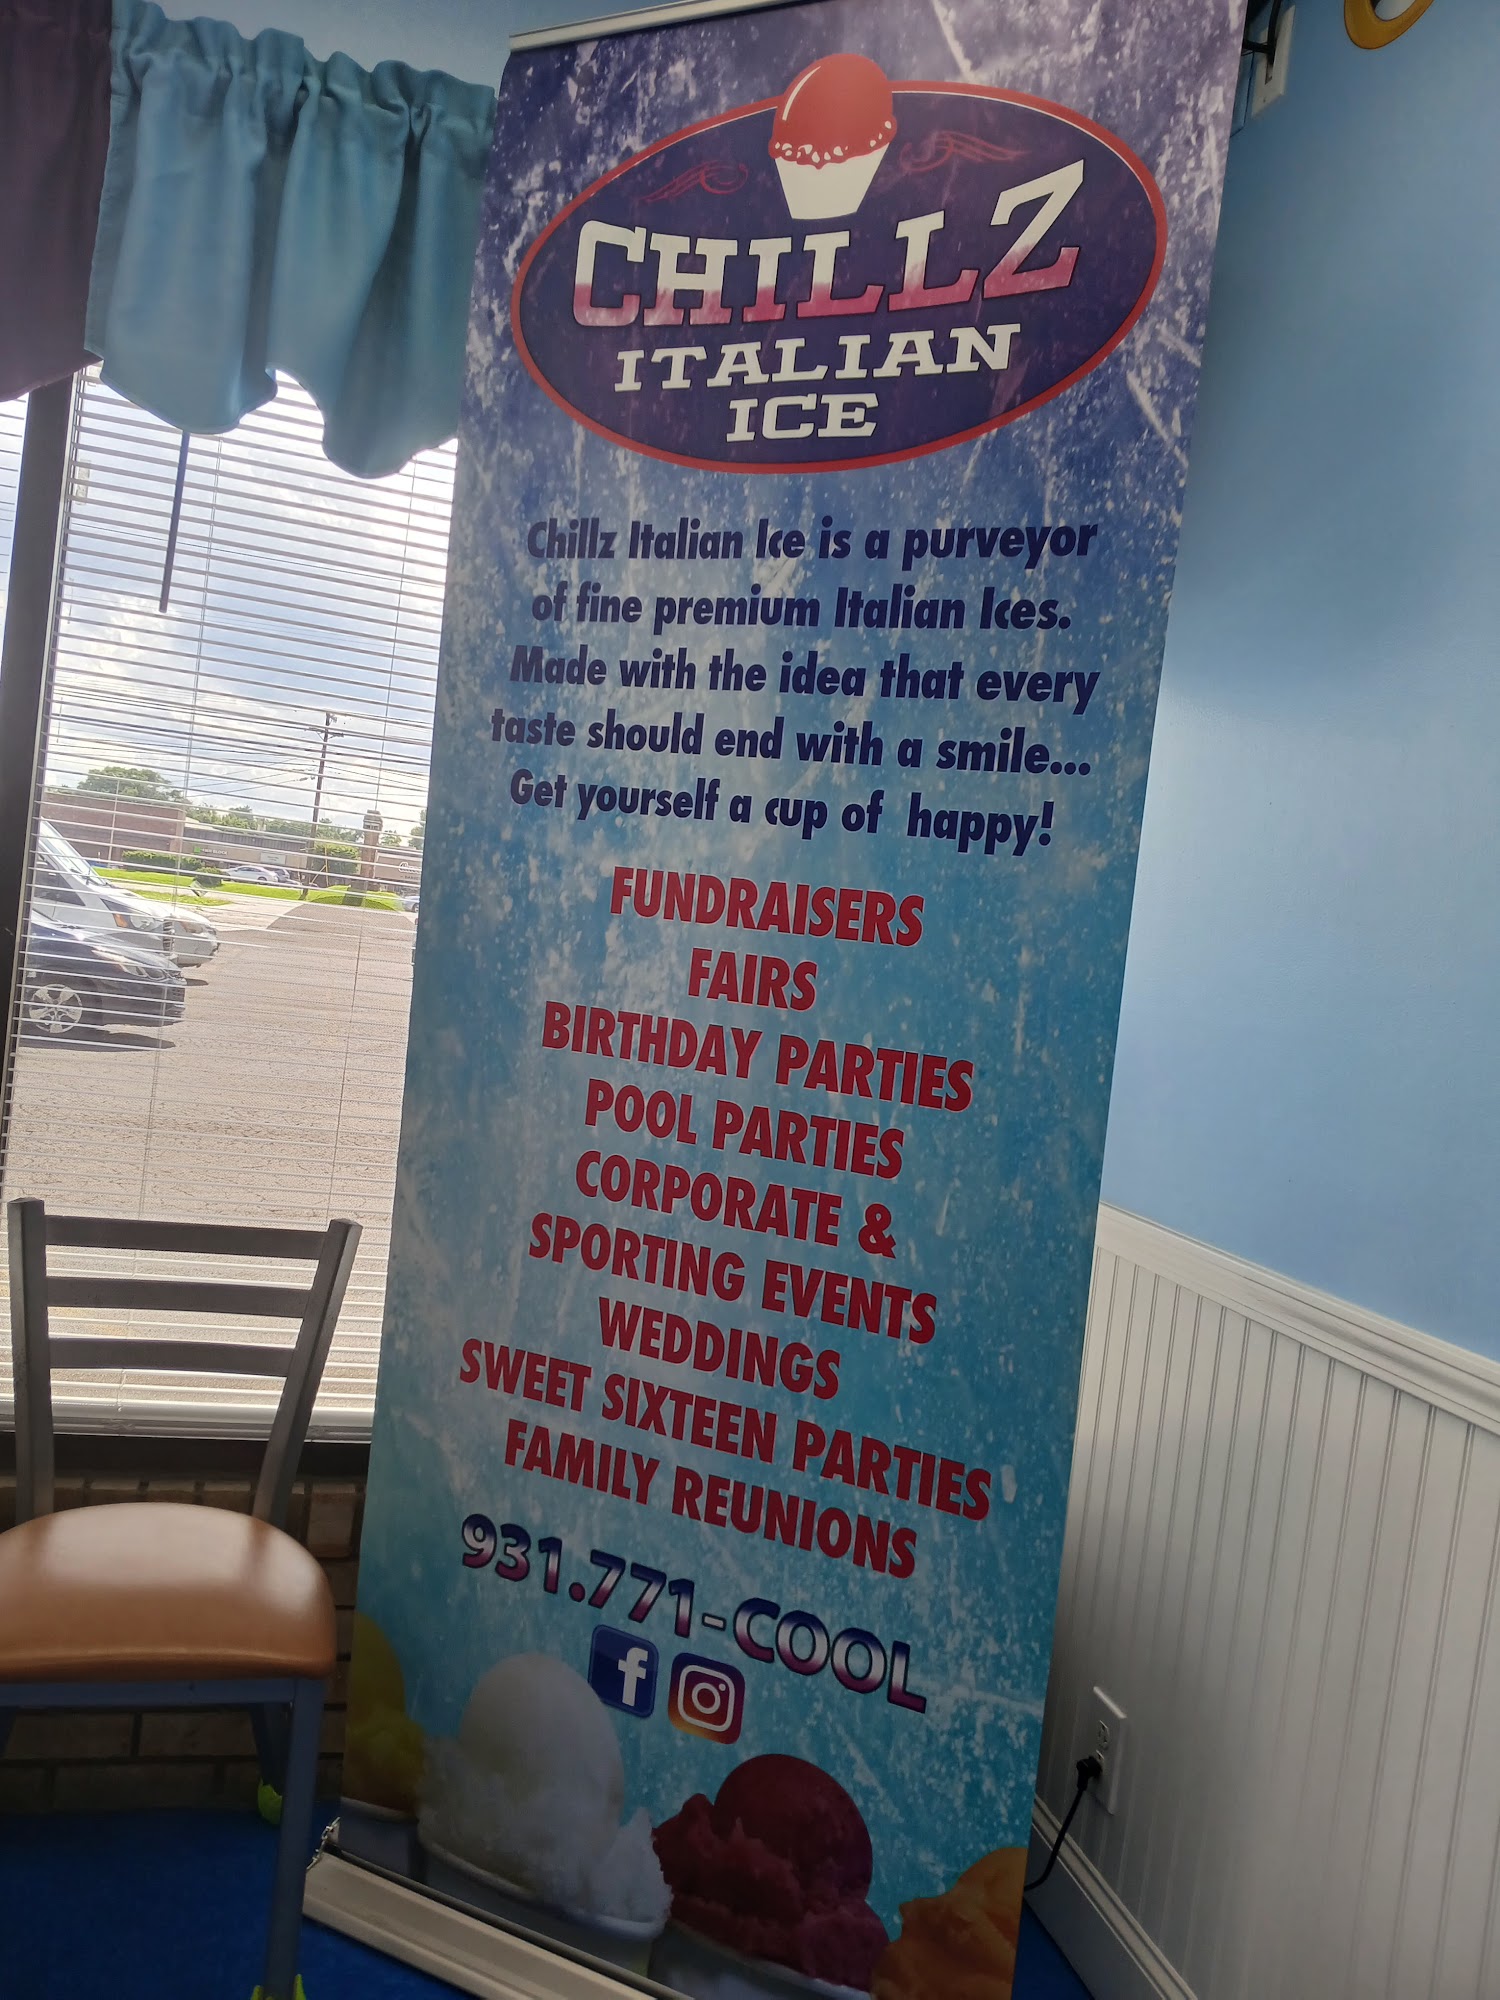 CHILLZ
ITALIAN
ICE
Chillz Italian Ice is a purveyor
of fine premium Italian Ices.
Made with the idea that every
taste should end with a smile...
Get yourself a cup of happy!
FUNDRAISERS
FAIRS
BIRTHDAY PARTIES
POOL PARTIES
CORPORATE &
SPORTING EVENTS
WEDDINGS
SWEET SIXTEEN PARTIES
FAMILY REUNIONS
931.771-COOL
f